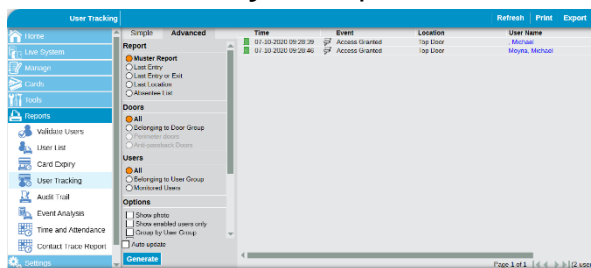 User Tracking
Refresh Print Export
Home
Live System
Manage
Cards
Tools
Reports
Validate Users
User List
Card Expiry
User Tracking
Audit Trail
Event Analysis
Time and Attendance
Contact Trace Report
Settings
Simple Advanced
Report
Muster Report
Last Entry
Last Entry or Exit
Last Location
Absentee List
Doors
All
Belonging to Door Group
Perimeter doors
Anti-passback Doors
Users
All
Belonging to User Group
Monitored Users
Options
Show photo
Show enabled users only
Group by User Group
Auto update
Generate
Time Event Location User Name
07-10-2020 09:28:39 Access Granted Top Door , Michael
07-10-2020 09:28:46 Access Granted Top Door Moyna, Michael
Page 1 of 1